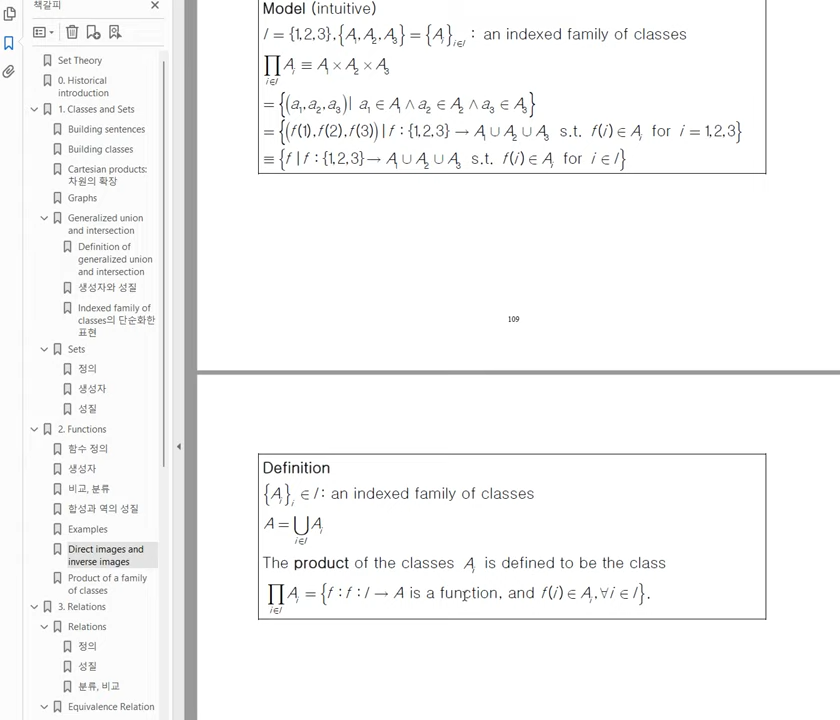 책갈피
Set Theory
0. Historical
introduction
1. Classes and Sets
Building sentences
Building classes
Cartesian products:
차원의 확장
Graphs
Generalized union
and intersection
Definition of
generalized union
and intersection
생성자와 성질
Indexed family of
classes의 단순화한
표현
Sets
정의
생성자
성질
2. Functions
함수 정의
생성자
비교, 분류
합성과 역의 성질
Examples
Direct images and
inverse images
Product of a family
of classes
3. Relations
Relations
정의
성질
분류, 비교
Equivalence Relation
Model (intuitive)
I = {1,2,3}, {A₁, A₂, A₃} = {Aᵢ}ᵢ∈I : an indexed family of classes
∏ᵢ∈I Aᵢ ≡ A₁ × A₂ × A₃
= {(a₁, a₂, a₃) | a₁ ∈ A₁ ∧ a₂ ∈ A₂ ∧ a₃ ∈ A₃}
= {(f(1), f(2), f(3)) | f : {1,2,3} → A₁ ∪ A₂ ∪ A₃ s.t. f(i) ∈ Aᵢ for i = 1,2,3}
≡ {f | f : {1,2,3} → A₁ ∪ A₂ ∪ A₃ s.t. f(i) ∈ Aᵢ for i ∈ I}
109
Definition
{Aᵢ}ᵢ ∈ I : an indexed family of classes
A = ⋃ᵢ∈I Aᵢ
The product of the classes Aᵢ is defined to be the class
∏ᵢ∈I Aᵢ = {f : f : I → A is a function, and f(i) ∈ Aᵢ, ∀i ∈ I}.